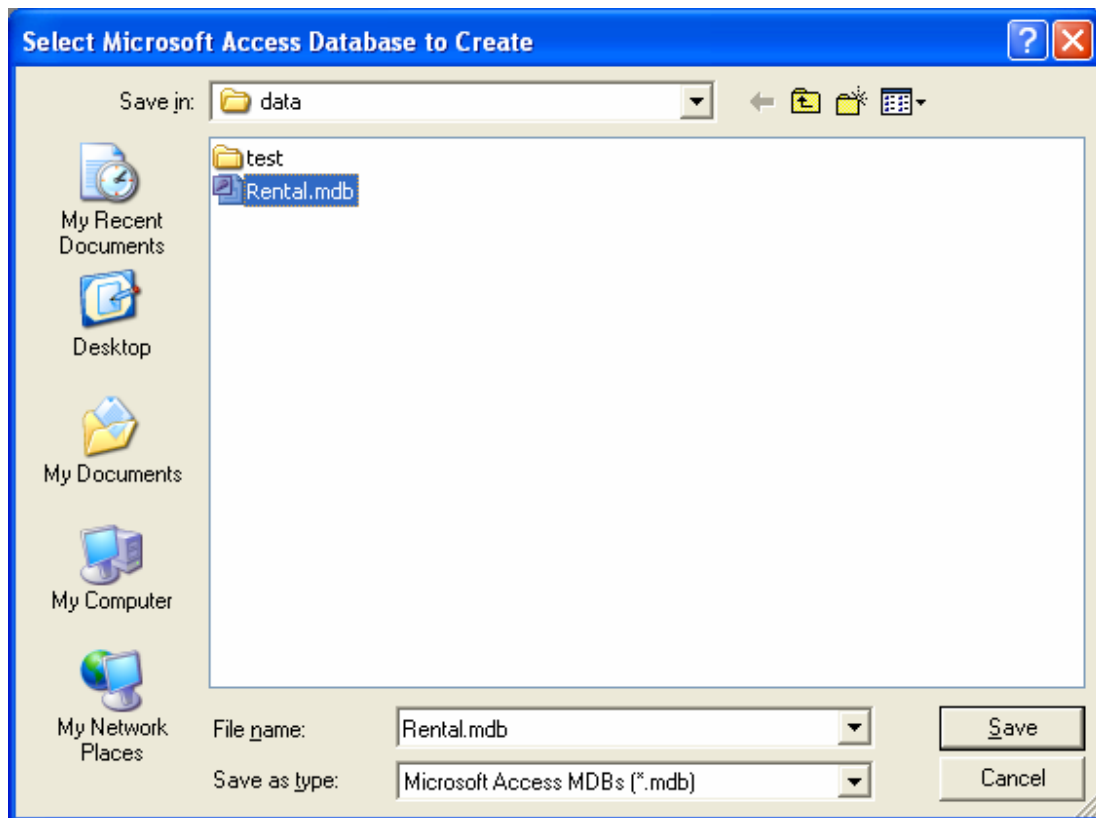 Select Microsoft Access Database to Create
Save in:
data
test
Rental.mdb
My Recent
Documents
Desktop
My Documents
My Computer
My Network
Places
File name:
Rental.mdb
Save
Save as type:
Microsoft Access MDBs (*.mdb)
Cancel